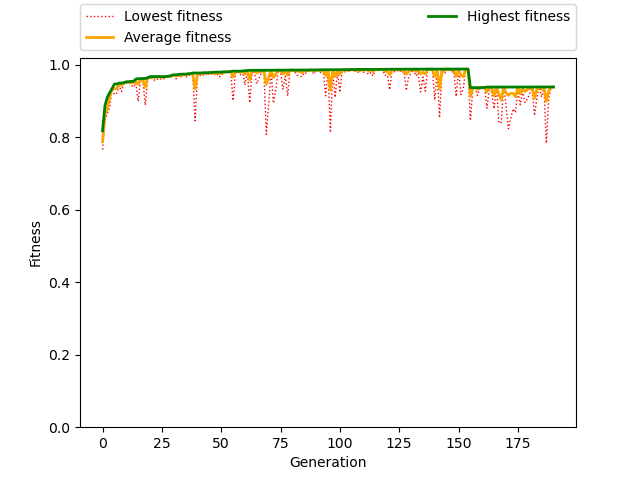 Lowest fitness
Average fitness
Highest fitness
1.0
0.8
0.6
0.4
0.2
0.0
Fitness
0 25 50 75 100 125 150 175
Generation